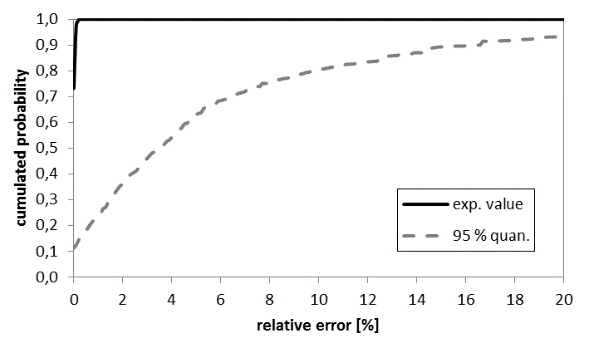 cumulated probability
1,0
0,9
0,8
0,7
0,6
0,5
0,4
0,3
0,2
0,1
0,0
exp. value
95 % quan.
0 2 4 6 8 10 12 14 16 18 20
relative error [%]